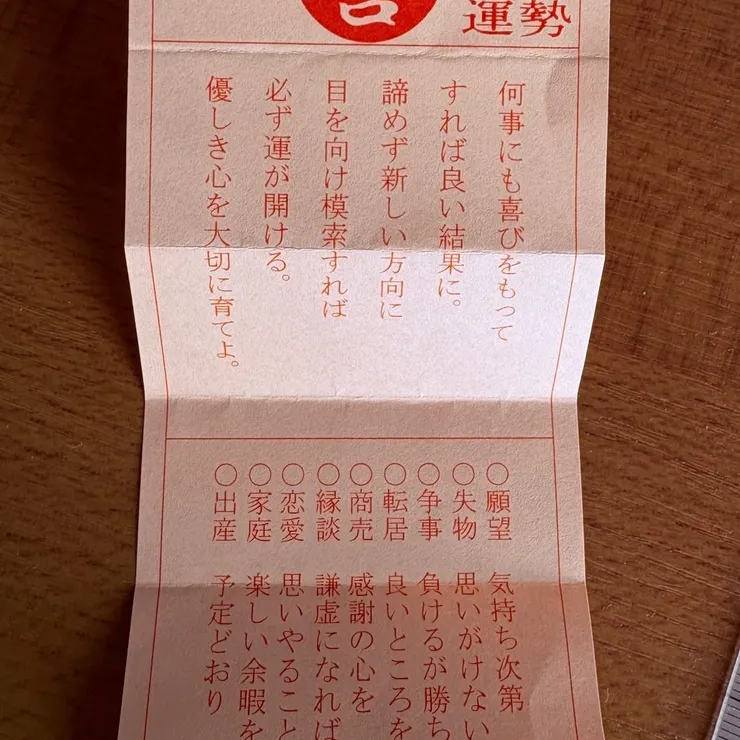 運勢
何事にも喜びをもって
すれば良い結果に。
諦めず新しい方向に
目を向け模索すれば
必ず運が開ける。
優しき心を大切に育てよ。
○願望 気持ち次第
○失物 思いがけない
○争事 負けるが勝ち
○転居 良いところを
○商売 感謝の心を
○縁談 謙虚になれば
○恋愛 思いやること
○家庭 楽しい余暇を
○出産 予定どおり